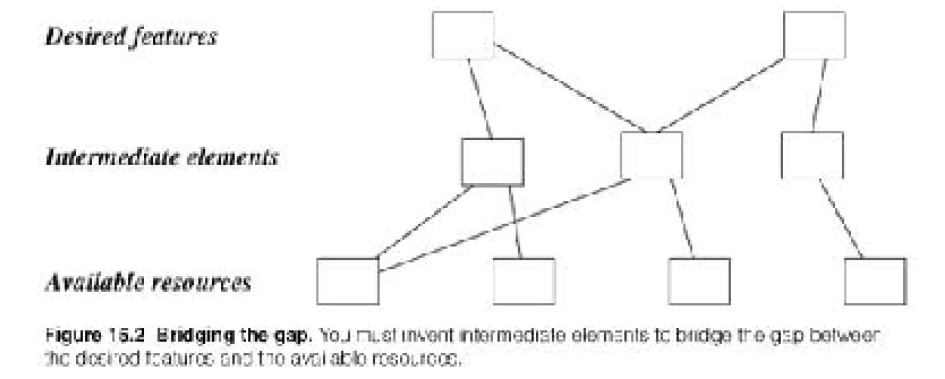 Desired features
Intermediate elements
Available resources
Figure 15.2 Bridging the gap. You must invent intermediate elements to bridge the gap between
the desired features and the available resources.